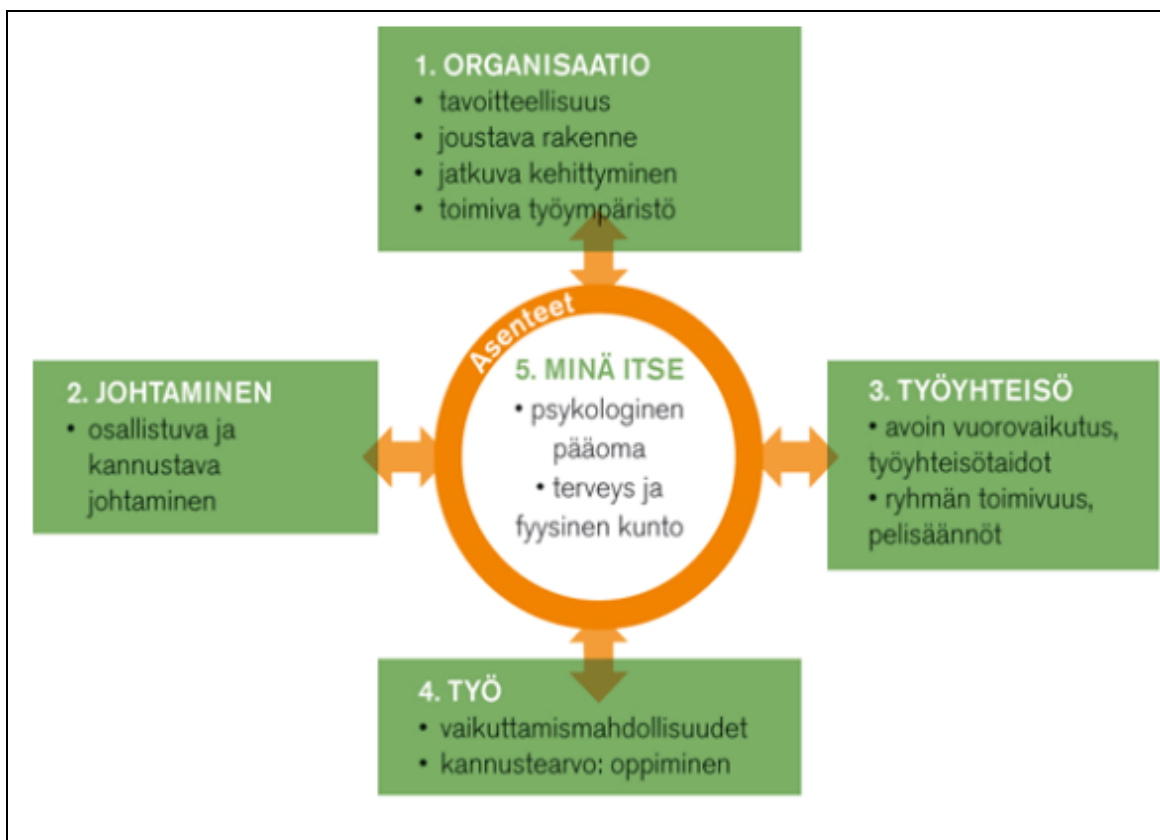 1. ORGANISAATIO
• tavoitteellisuus
• joustava rakenne
• jatkuva kehittyminen
• toimiva työympäristö
Asenteet
2. JOHTAMINEN
• osallistuva ja
kannustava
johtaminen
5. MINÄ ITSE
• psykologinen
pääoma
• terveys ja
fyysinen kunto
3. TYÖYHTEISÖ
• avoin vuorovaikutus,
työyhteisötaidot
• ryhmän toimivuus,
pelisäännöt
4. TYÖ
• vaikuttamismahdollisuudet
• kannustearvo: oppiminen